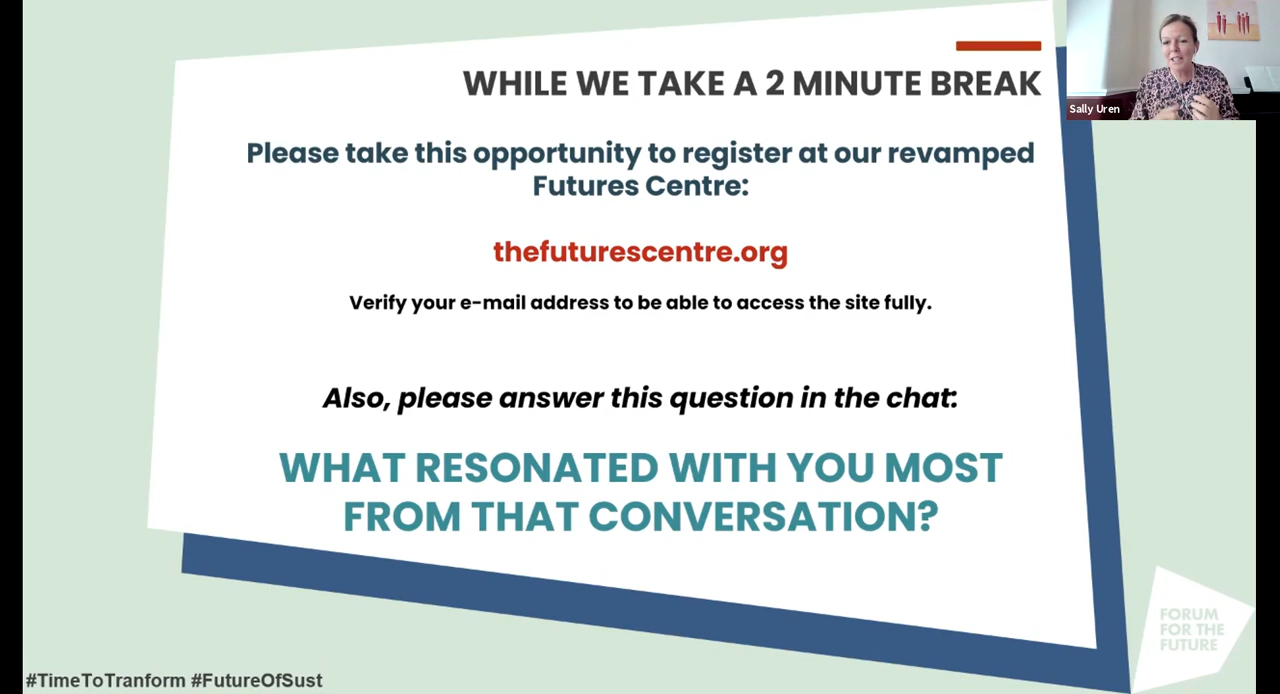 WHILE WE TAKE A 2 MINUTE BREAK
Sally Uren
Please take this opportunity to register at our revamped
Futures Centre:
thefuturescentre.org
Verify your e-mail address to be able to access the site fully.
Also, please answer this question in the chat:
WHAT RESONATED WITH YOU MOST
FROM THAT CONVERSATION?
FORUM
FOR THE
FUTURE
#TimeToTranform #FutureOfSust